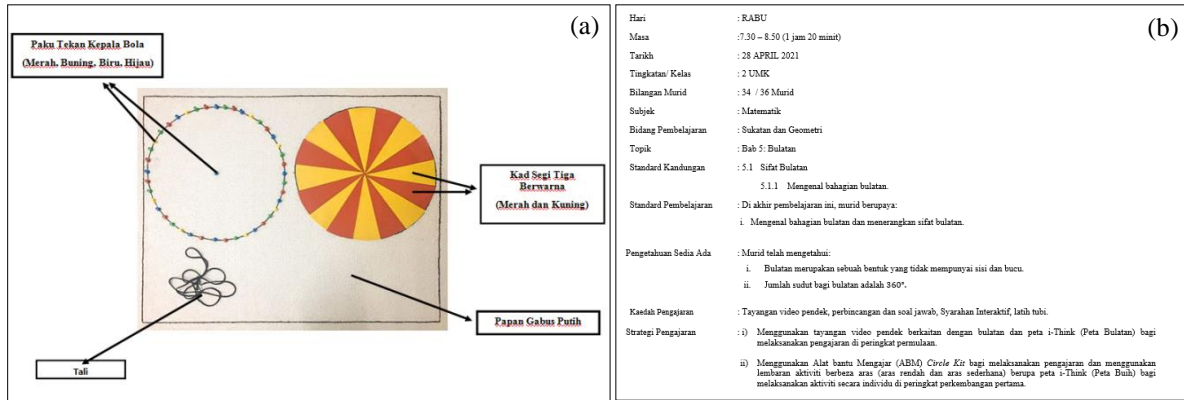 (a)
Paku Tekan Kepala Bola
(Merah, Buning, Biru, Hijau)
Kad Segi Tiga
Berwarna
(Merah dan Kuning)
Papan Gabus Putih
Tali
(b)
Hari : RABU
Masa :7.30 – 8.50 (1 jam 20 minit)
Tarikh : 28 APRIL 2021
Tingkatan/ Kelas : 2 UMK
Bilangan Murid : 34 / 36 Murid
Subjek : Matematik
Bidang Pembelajaran : Sukatan dan Geometri
Topik : Bab 5: Bulatan
Standard Kandungan : 5.1 Sifat Bulatan
5.1.1 Mengenal bahagian bulatan.
Standard Pembelajaran : Di akhir pembelajaran ini, murid berupaya:
i. Mengenal bahagian bulatan dan menerangkan sifat bulatan.
Pengetahuan Sedia Ada : Murid telah mengetahui:
i. Bulatan merupakan sebuah bentuk yang tidak mempunyai sisi dan bucu.
ii. Jumlah sudut bagi bulatan adalah 360°.
Kaedah Pengajaran : Tayangan video pendek, perbincangan dan soal jawab, Syarahan Interaktif, latih tubi.
Strategi Pengajaran : i) Menggunakan tayangan video pendek berkaitan dengan bulatan dan peta i-Think (Peta Bulatan) bagi
melaksanakan pengajaran di peringkat permulaan.
ii) Menggunakan Alat bantu Mengajar (ABM) Circle Kit bagi melaksanakan pengajaran dan menggunakan
lembaran aktiviti berbeza aras (aras rendah dan aras sederhana) berupa peta i-Think (Peta Buih) bagi
melaksanakan aktiviti secara individu di peringkat perkembangan pertama.